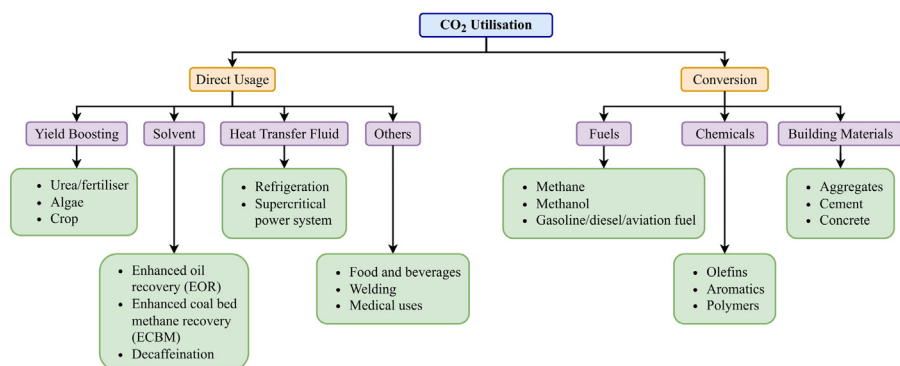 CO₂ Utilisation
Direct Usage
Conversion
Yield Boosting
Solvent
Heat Transfer Fluid
Others
Fuels
Chemicals
Building Materials
• Urea/fertiliser
• Algae
• Crop
• Refrigeration
• Supercritical
power system
• Methane
• Methanol
• Gasoline/diesel/aviation fuel
• Aggregates
• Cement
• Concrete
• Enhanced oil
recovery (EOR)
• Enhanced coal bed
methane recovery
(ECBM)
• Decaffeination
• Food and beverages
• Welding
• Medical uses
• Olefins
• Aromatics
• Polymers